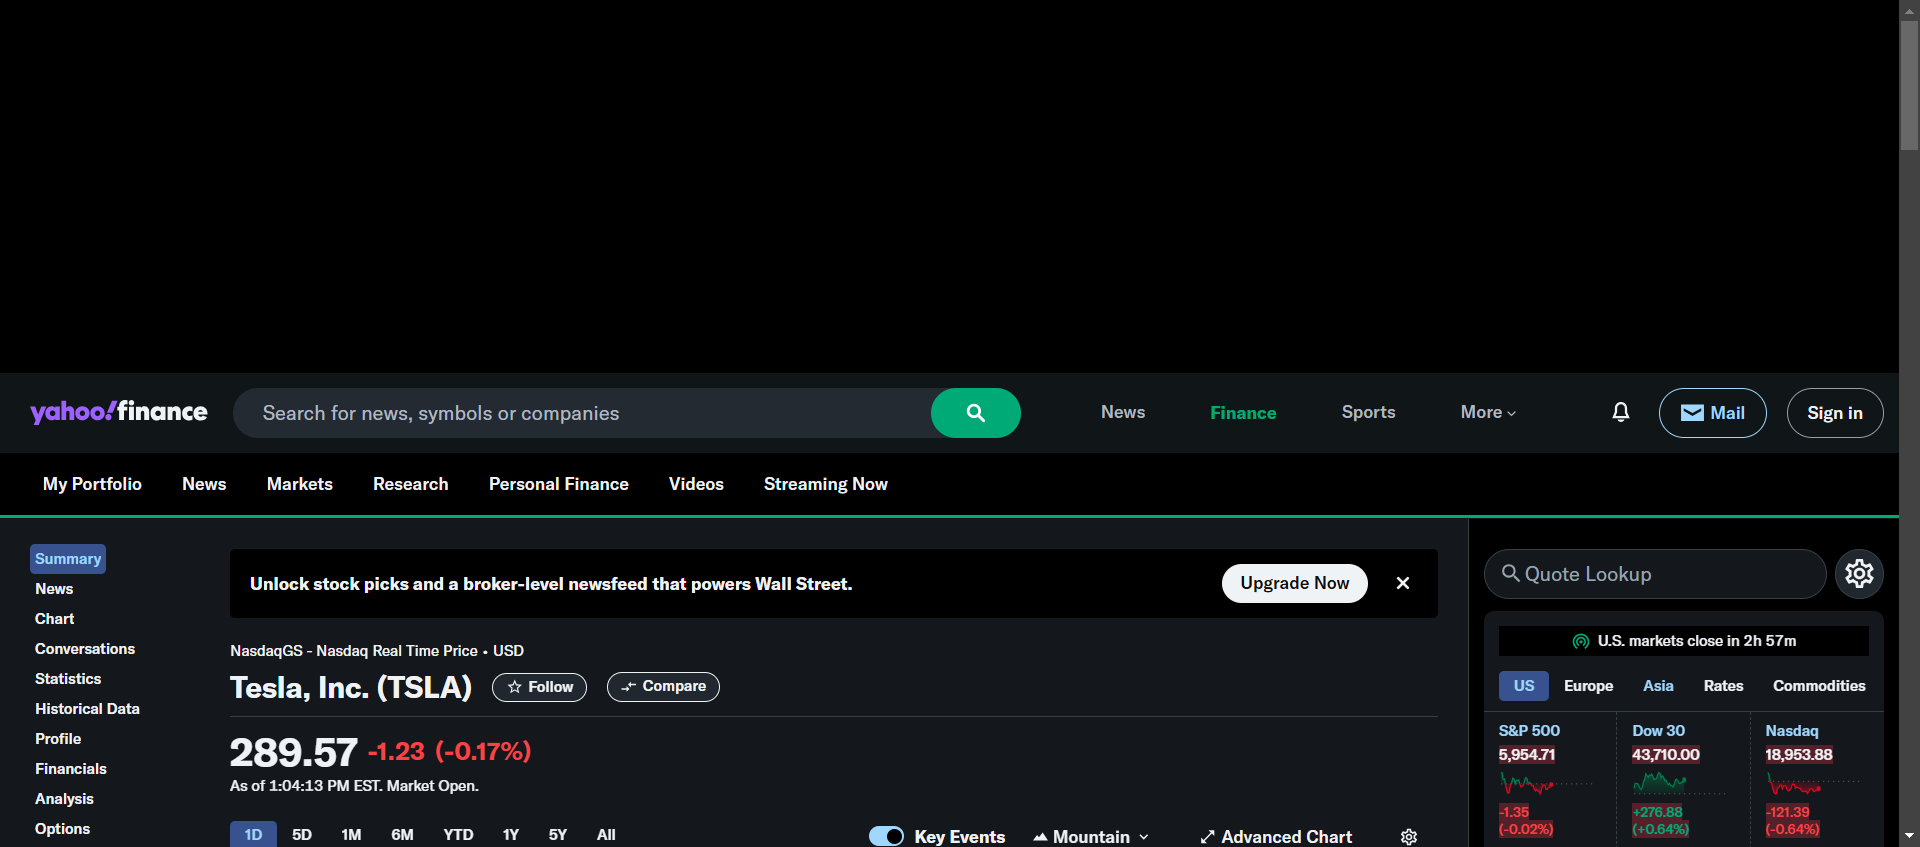 yahoo!finance
Search for news, symbols or companies
News
Finance
Sports
More
Mail
Sign in
My Portfolio
News
Markets
Research
Personal Finance
Videos
Streaming Now
Summary
News
Chart
Conversations
Statistics
Historical Data
Profile
Financials
Analysis
Options
Unlock stock picks and a broker-level newsfeed that powers Wall Street.
Upgrade Now
NasdaqGS - Nasdaq Real Time Price • USD
Tesla, Inc. (TSLA)
Follow
Compare
289.57 -1.23 (-0.17%)
As of 1:04:13 PM EST. Market Open.
1D
5D
1M
6M
YTD
1Y
5Y
All
Key Events
Mountain
Advanced Chart
Quote Lookup
U.S. markets close in 2h 57m
US
Europe
Asia
Rates
Commodities
S&P 500
5,954.71
-1.35
(-0.02%)
Dow 30
43,710.00
+276.88
(+0.64%)
Nasdaq
18,953.88
-121.39
(-0.64%)